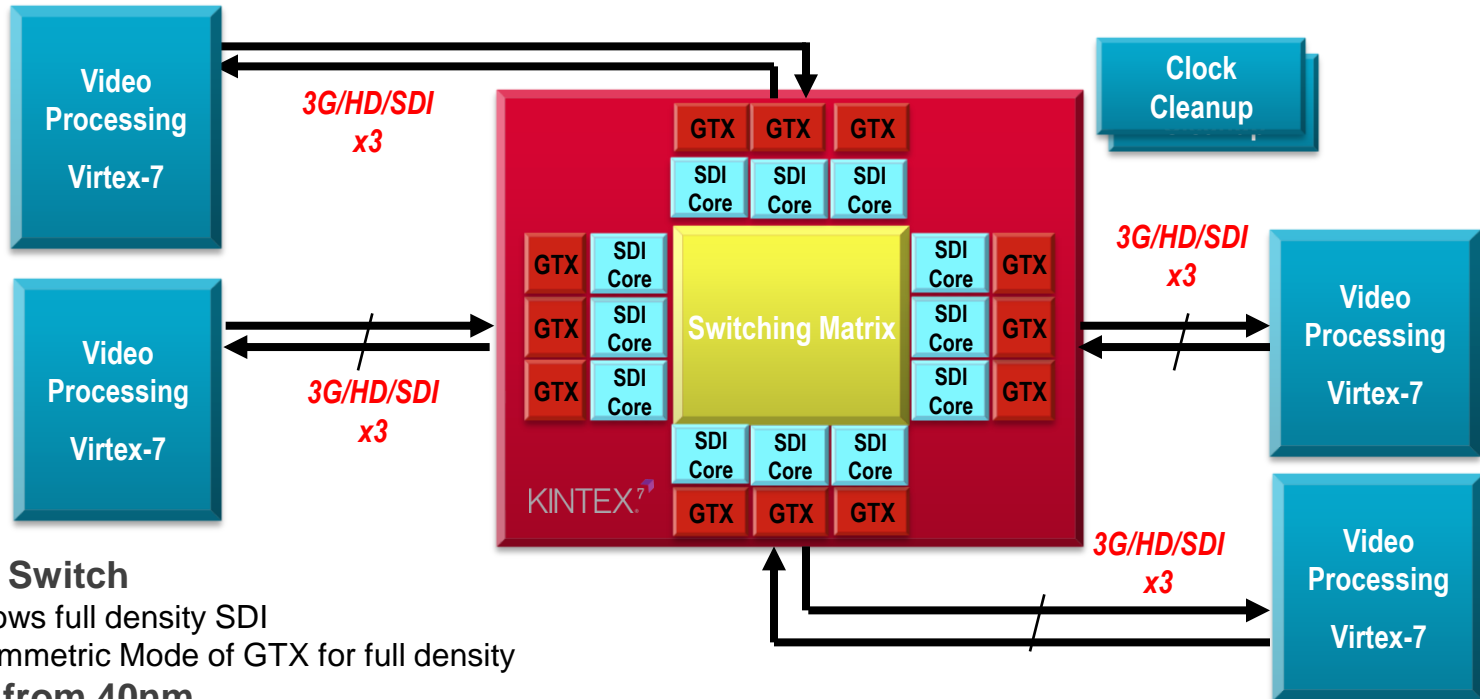 Video
Processing
Virtex-7
3G/HD/SDI
x3
Clock
Cleanup
GTX GTX GTX
SDI
Core
SDI
Core
SDI
Core
Video
Processing
Virtex-7
3G/HD/SDI
x3
GTX
SDI
Core
GTX
SDI
Core
GTX
SDI
Core
Switching Matrix
SDI
Core
GTX
SDI
Core
GTX
SDI
Core
GTX
3G/HD/SDI
x3
Video
Processing
Virtex-7
SDI
Core
SDI
Core
SDI
Core
GTX GTX GTX
KINTEX.7
3G/HD/SDI
x3
Video
Processing
Virtex-7
Switch
ows full density SDI
mmetric Mode of GTX for full density
from 40nm